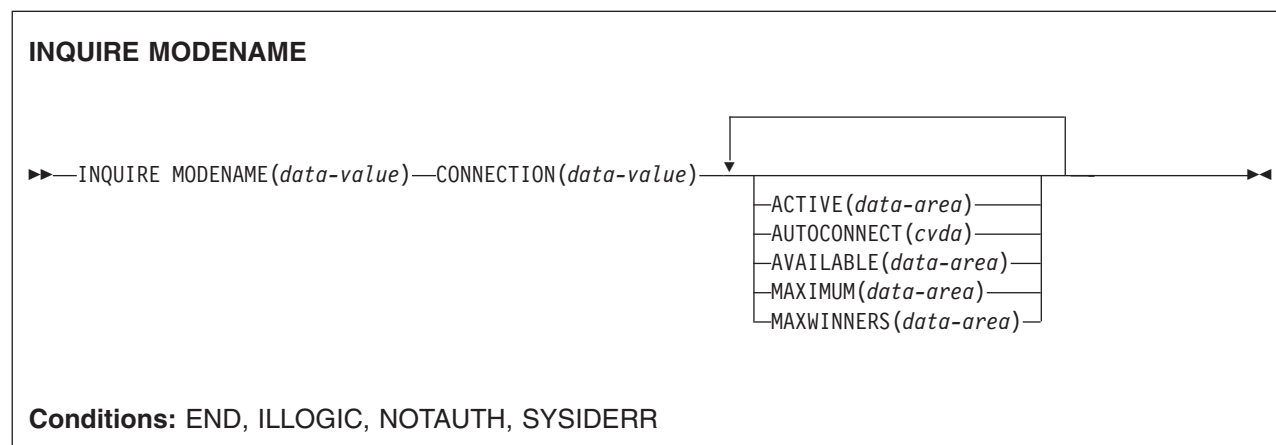 INQUIRE MODENAME
INQUIRE MODENAME(data-value) CONNECTION(data-value)
ACTIVE(data-area)
AUTOCONNECT(cvda)
AVAILABLE(data-area)
MAXIMUM(data-area)
MAXWINNERS(data-area)
Conditions: END, ILLOGIC, NOTAUTH, SYSIDERR